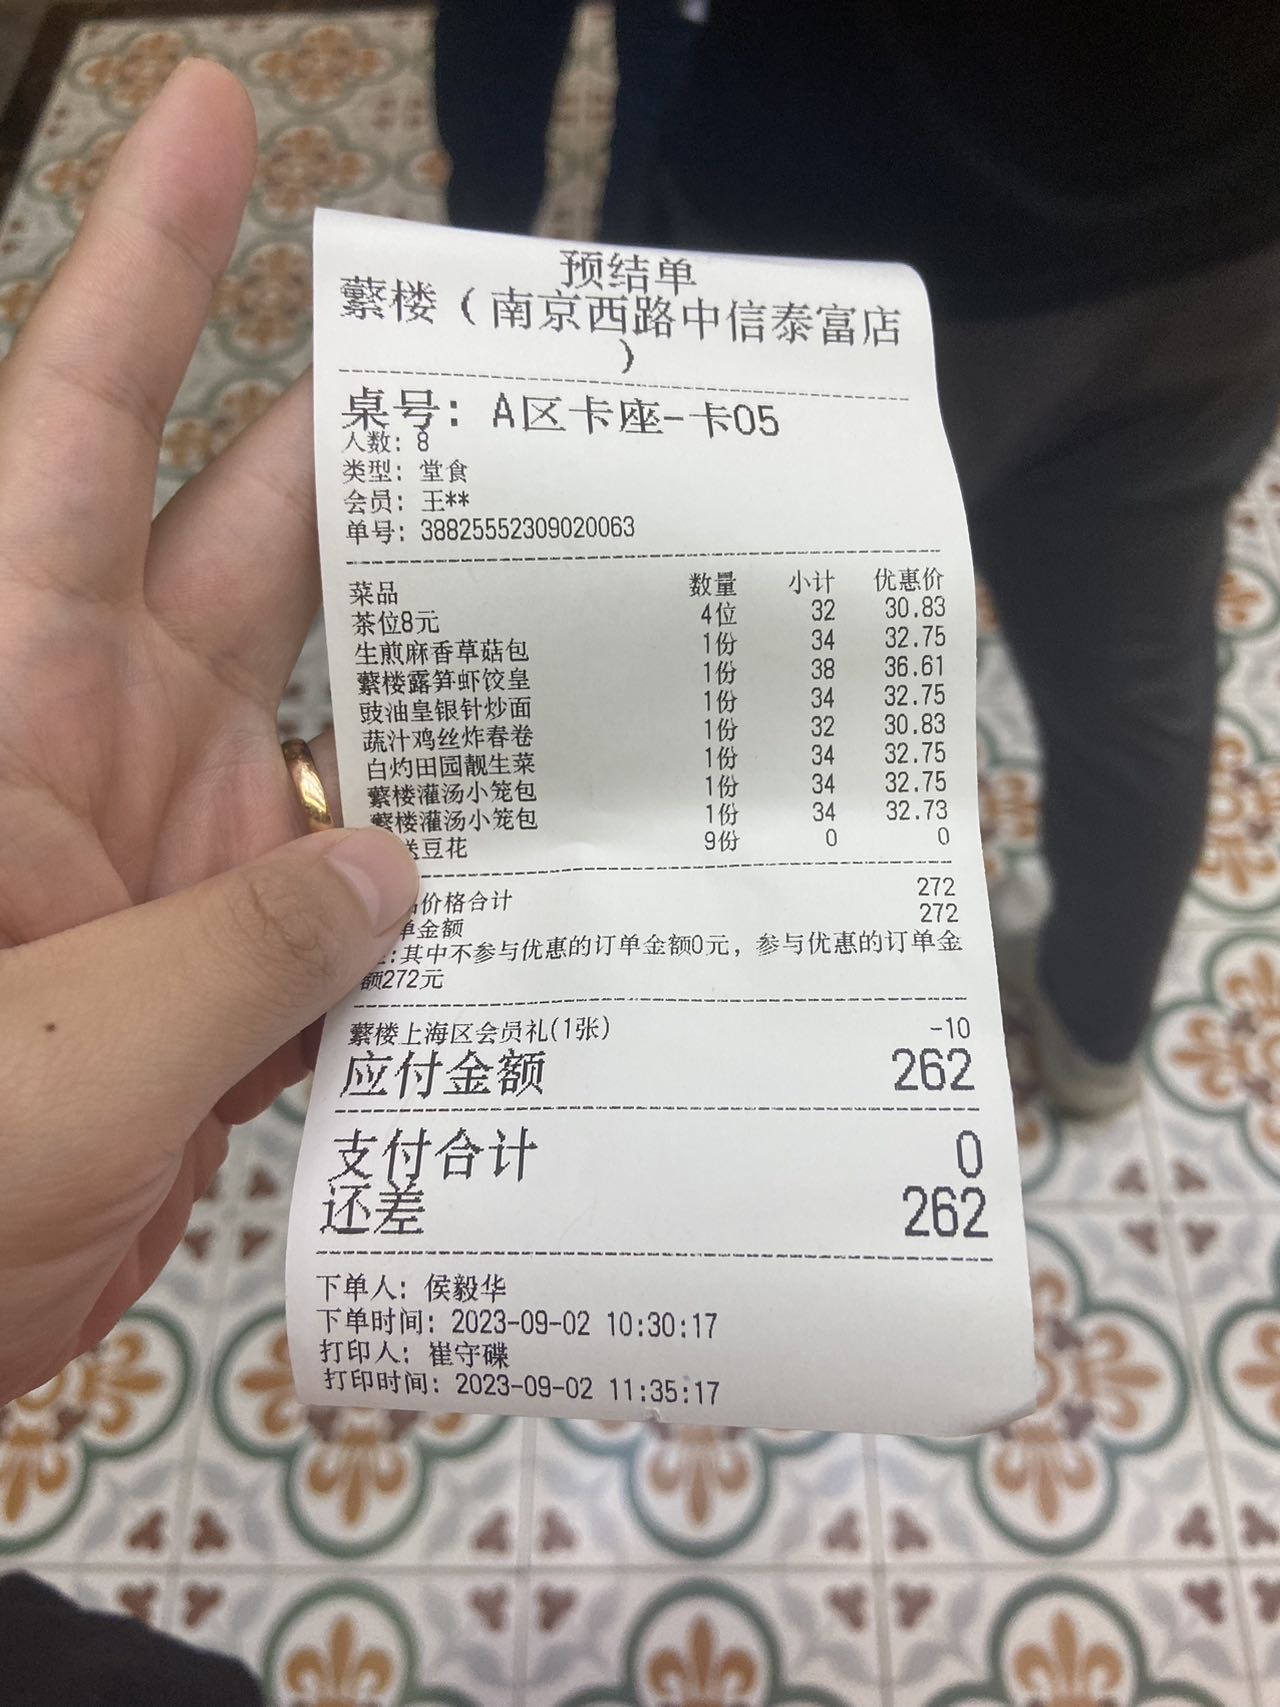 预结单
蘩楼（南京西路中信泰富店
）
桌号：A区卡座-卡05
人数：8
类型：堂食
会员：王**
单号：38825552309020063
菜品 数量 小计 优惠价
茶位8元 4位 32 30.83
生煎麻香草菇包 1份 34 32.75
蘩楼露笋虾饺皇 1份 38 36.61
豉油皇银针炒面 1份 34 32.75
蔬汁鸡丝炸春卷 1份 32 30.83
白灼田园靓生菜 1份 34 32.75
蘩楼灌汤小笼包 1份 34 32.75
蘩楼灌汤小笼包 1份 34 32.73
送豆花 9份 0 0
价格合计 272
单金额 272
:其中不参与优惠的订单金额0元，参与优惠的订单金
额272元
蘩楼上海区会员礼(1张) -10
应付金额 262
支付合计 0
还差 262
下单人：侯毅华
下单时间：2023-09-02 10:30:17
打印人：崔守碟
打印时间：2023-09-02 11:35:17